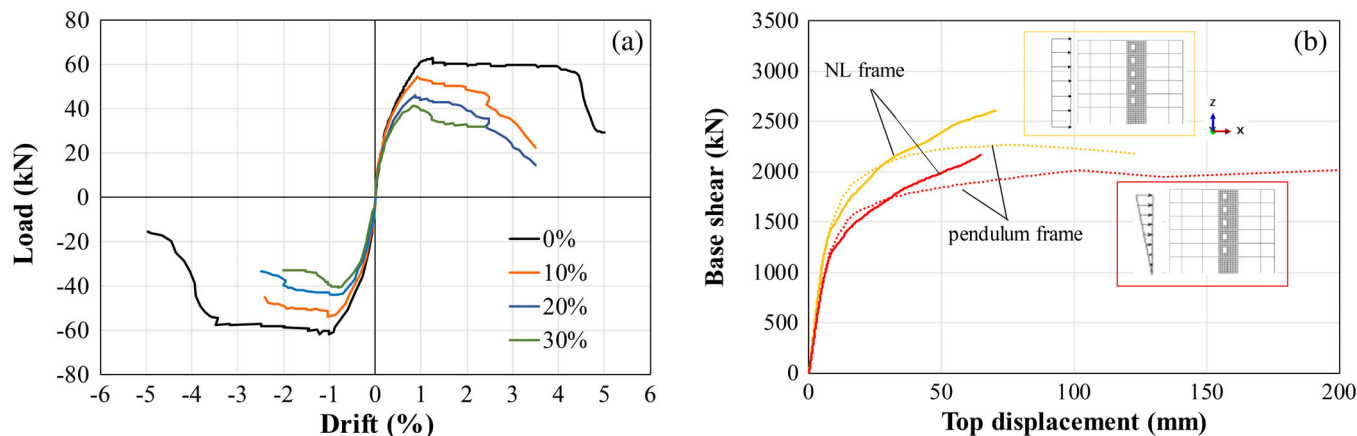 (a)
Load (kN)
80
60
40
20
0
-20
-40
-60
-80
-6 -5 -4 -3 -2 -1 0 1 2 3 4 5 6
Drift (%)
0%
10%
20%
30%
(b)
Base shear (kN)
3500
3000
2500
2000
1500
1000
500
0
0 50 100 150 200
Top displacement (mm)
NL frame
pendulum frame
z
x